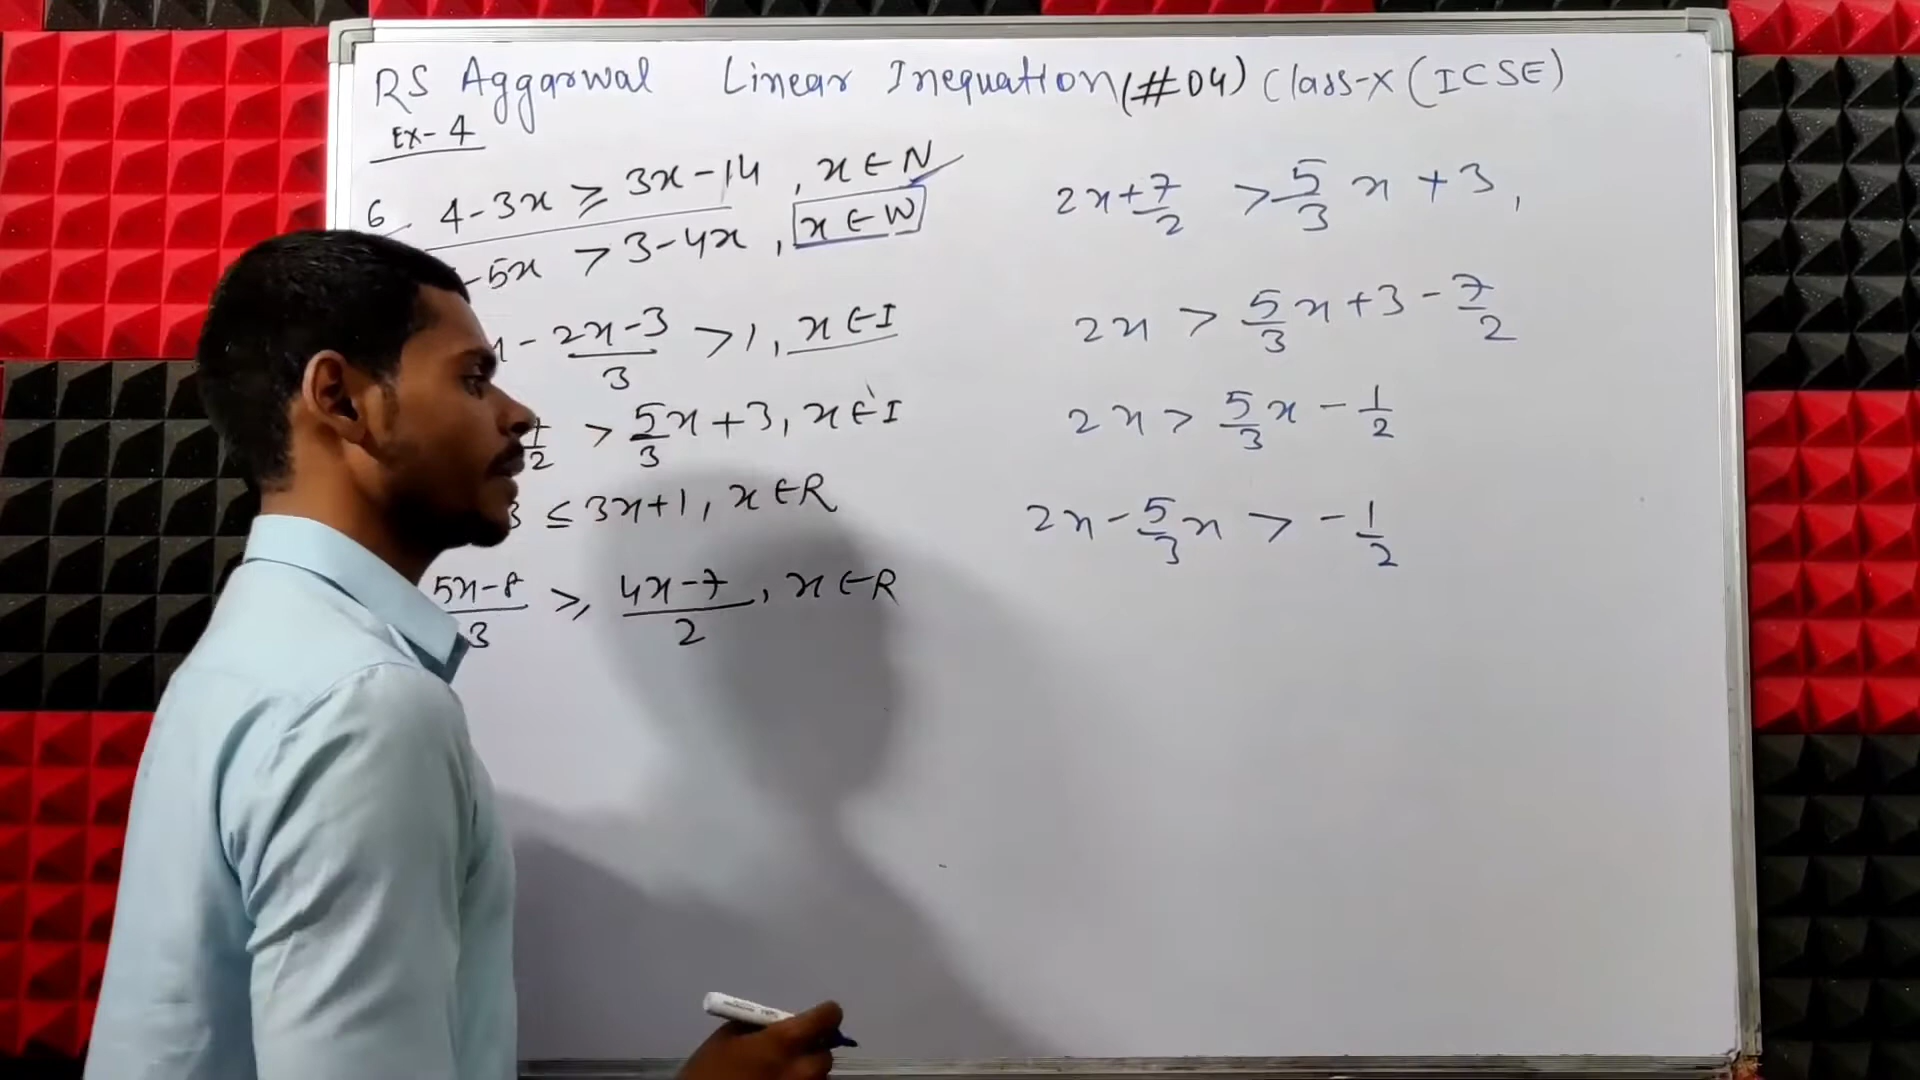 RS Aggarwal Linear Inequation (#04) Class-X (ICSE)
Ex- 4
6. 4-3x ≥ 3x-14, x∈N
-5x > 3-4x, x∈W
x - (2x-3)/3 > 1, x∈I
/2 > 5/3 x+3, x∈I
3 ≤ 3x+1, x∈R
(5x-8)/3 ≥ (4x-7)/2, x∈R
2x+7/2 > 5/3 x +3,
2x > 5/3 x+3-7/2
2x > 5/3 x - 1/2
2x - 5/3 x > -1/2